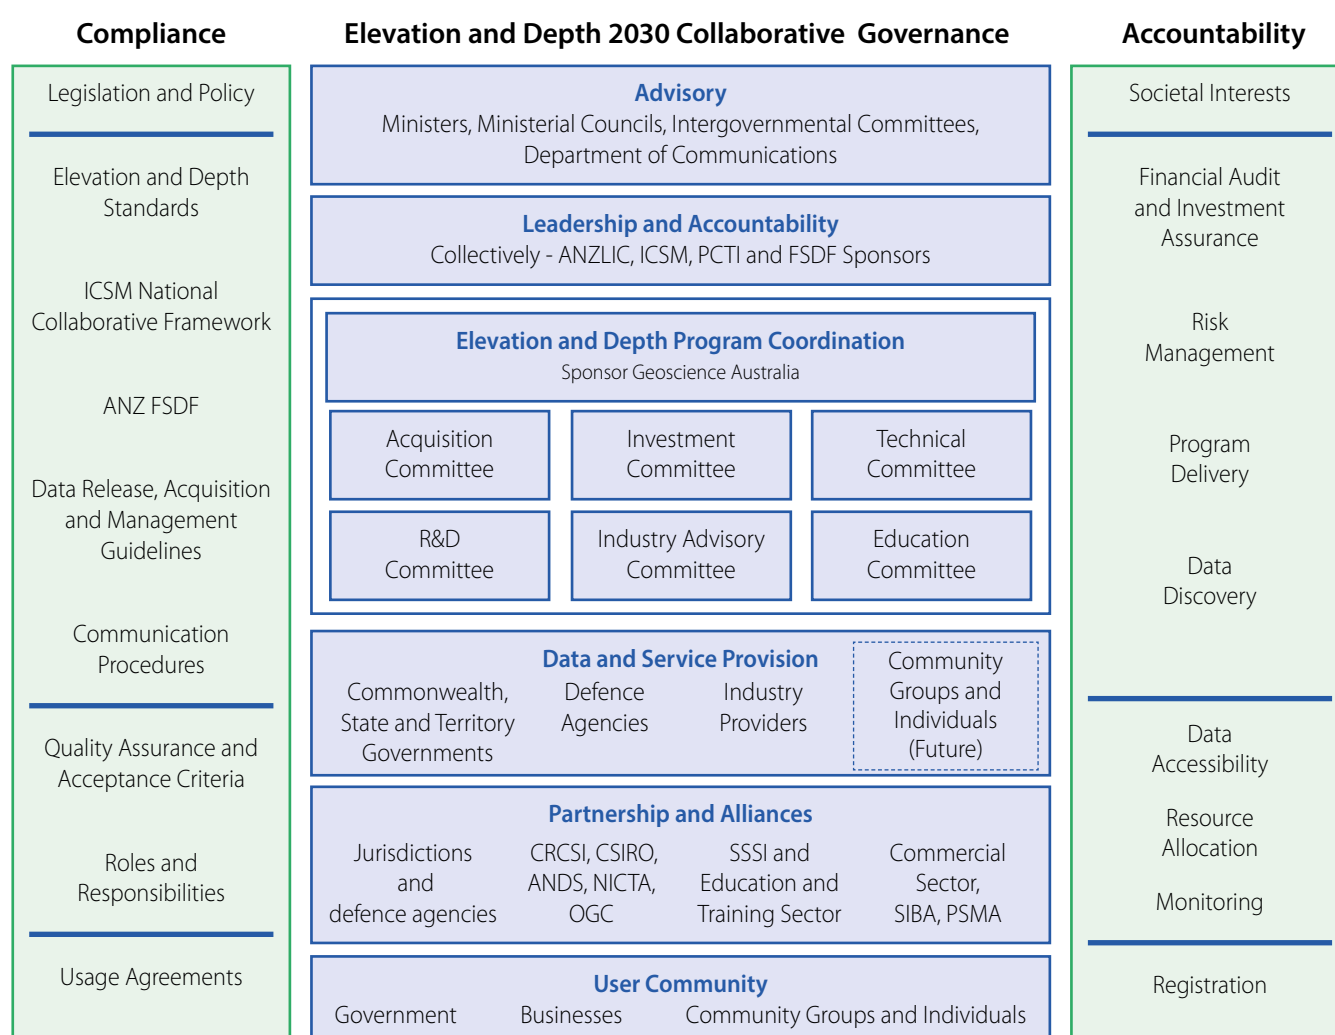 Compliance
Legislation and Policy
Elevation and Depth
Standards
ICSM National
Collaborative Framework
ANZ FSDF
Data Release, Acquisition
and Management
Guidelines
Communication
Procedures
Quality Assurance and
Acceptance Criteria
Roles and
Responsibilities
Usage Agreements
Elevation and Depth 2030 Collaborative Governance
Advisory
Ministers, Ministerial Councils, Intergovernmental Committees,
Department of Communications
Leadership and Accountability
Collectively - ANZLIC, ICSM, PCTI and FSDF Sponsors
Elevation and Depth Program Coordination
Sponsor Geoscience Australia
Acquisition
Committee
Investment
Committee
Technical
Committee
R&D
Committee
Industry Advisory
Committee
Education
Committee
Data and Service Provision
Commonwealth,
State and Territory
Governments
Defence
Agencies
Industry
Providers
Community
Groups and
Individuals
(Future)
Partnership and Alliances
Jurisdictions
and
defence agencies
CRCSI, CSIRO,
ANDS, NICTA,
OGC
SSSI and
Education and
Training Sector
Commercial
Sector,
SIBA, PSMA
User Community
Government
Businesses
Community Groups and Individuals
Accountability
Societal Interests
Financial Audit
and Investment
Assurance
Risk
Management
Program
Delivery
Data
Discovery
Data
Accessibility
Resource
Allocation
Monitoring
Registration